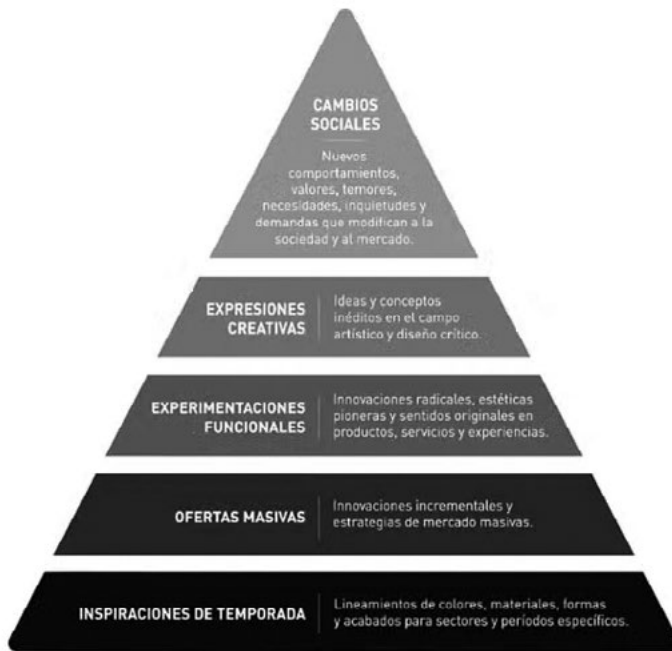 CAMBIOS
SOCIALES
Nuevos
comportamientos,
valores, temores,
necesidades, inquietudes y
demandas que modifican a la
sociedad y al mercado.
EXPRESIONES
CREATIVAS
Ideas y conceptos
inéditos en el campo
artístico y diseño crítico.
EXPERIMENTACIONES
FUNCIONALES
Innovaciones radicales, estéticas
pioneras y sentidos originales en
productos, servicios y experiencias.
OFERTAS MASIVAS
Innovaciones incrementales y
estrategias de mercado masivas.
INSPIRACIONES DE TEMPORADA
Lineamientos de colores, materiales, formas
y acabados para sectores y períodos específicos.